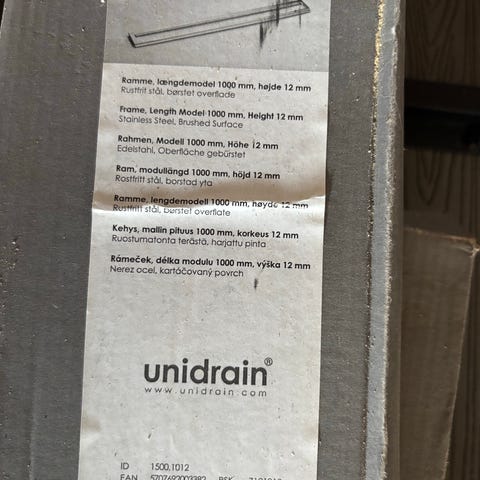 Ramme, længdemodel 1000 mm, højde 12 mm
Rustfrit stål, børstet overflade
Frame, Length Model 1000 mm, Height 12 mm
Stainless Steel, Brushed Surface
Rahmen, Modell 1000 mm, Höhe 12 mm
Edelstahl, Oberfläche gebürstet
Ram, modullängd 1000 mm, höjd 12 mm
Rostfritt stål, borstad yta
Ramme, lengdemodell 1000 mm, høyde 12 mm
Rustfritt stål, børstet overflate
Kehys, mallin pituus 1000 mm, korkeus 12 mm
Ruostumatonta terästä, harjattu pinta
Rámeček, délka modulu 1000 mm, výška 12 mm
Nerez ocel, kartáčovaný povrch
unidrain®
www.unidrain.com
ID 1500.1012
EAN 5707692003382 RSK